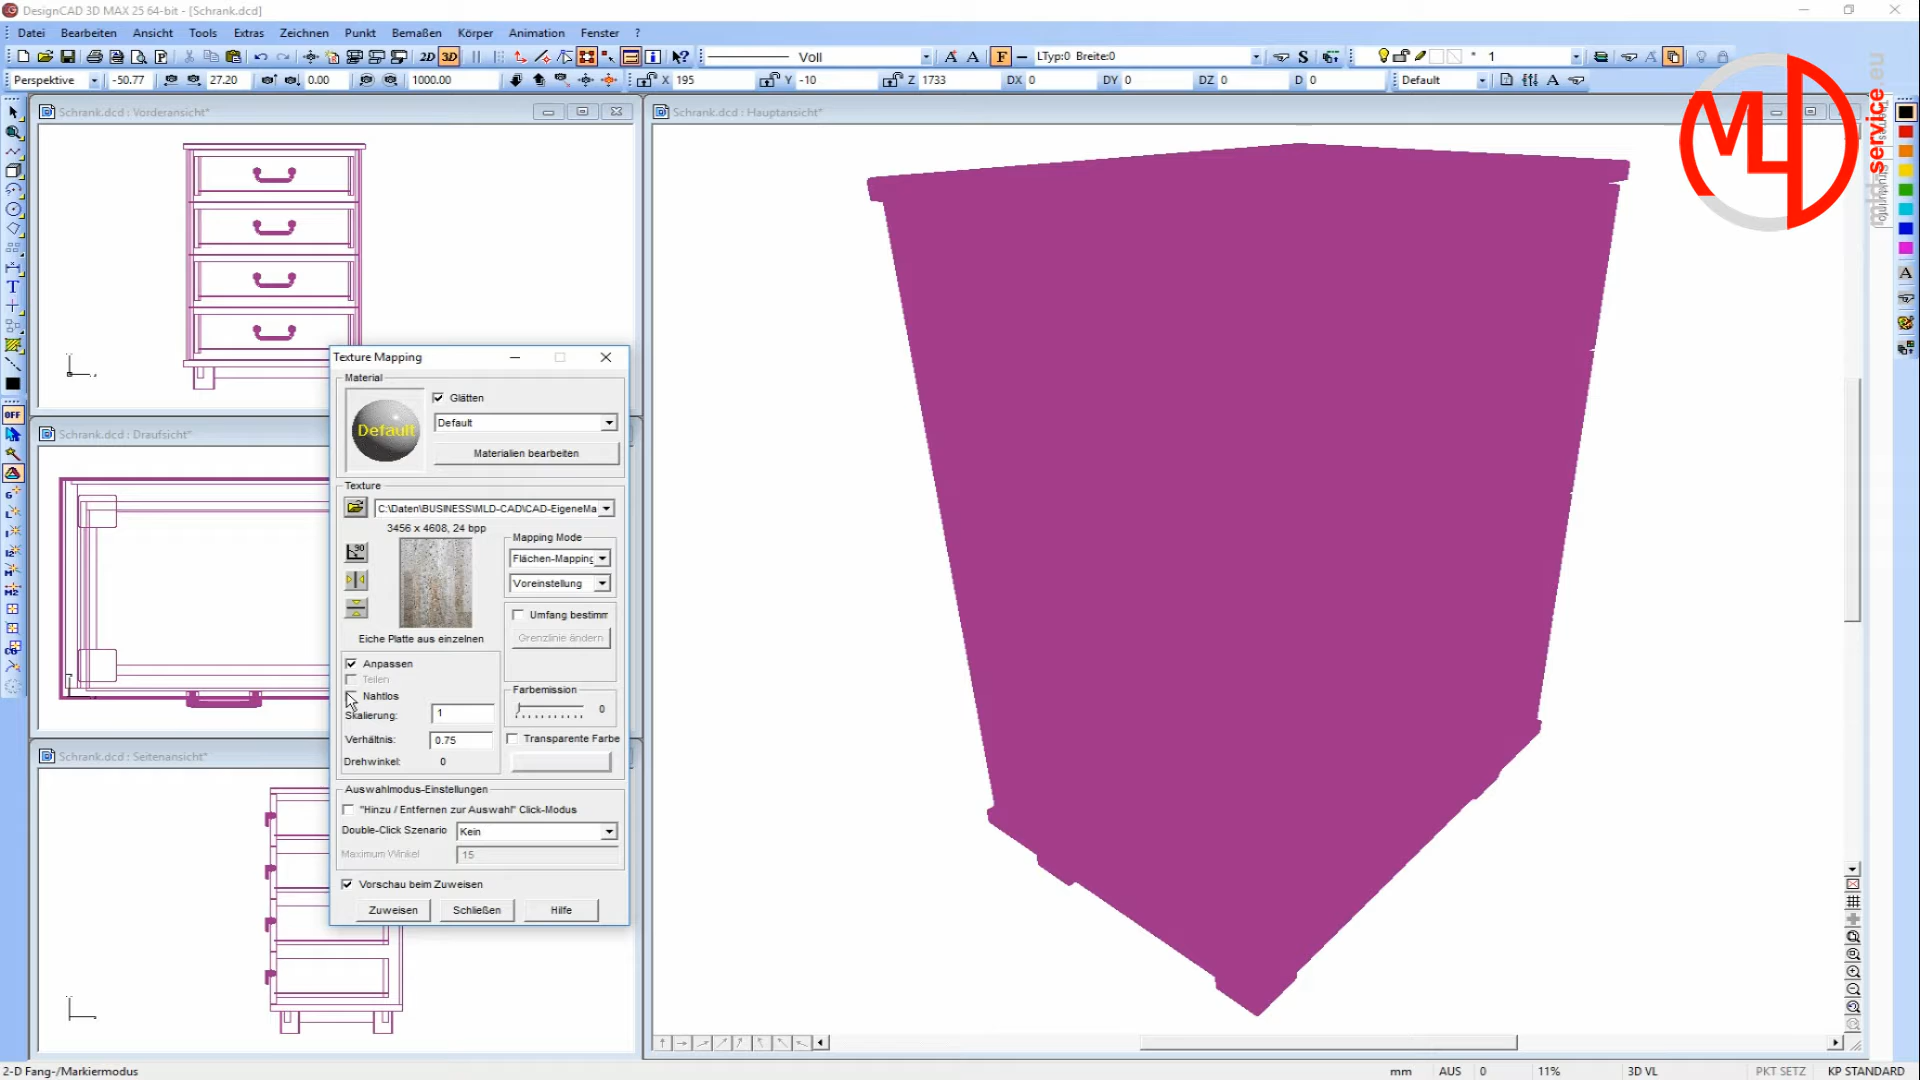 DesignCAD 3D MAX 25 64-bit - [Schrank.dcd]
Datei Bearbeiten Ansicht Tools Extras Zeichnen Punkt Bemaßen Körper Animation Fenster ?
2D 3D Voll F LTyp:0 Breite:0 S * 1
Perspektive -50.77 27.20 0.00 1000.00 X 195 Y -10 Z 1733 DX 0 DY 0 DZ 0 D 0 Default
Schrank.dcd : Vorderansicht*
Schrank.dcd : Hauptansicht*
MLD
service.eu
Strukturinfo
OFF
Schrank.dcd : Draufsicht*
Schrank.dcd : Seitenansicht*
Texture Mapping
Material
Default
Glätten
Default
Materialien bearbeiten
Texture
C:\Daten\BUSINESS\MLD-CAD\CAD-EigeneMa
3456 x 4608, 24 bpp
Mapping Mode
Flächen-Mapping
Voreinstellung
Umfang bestimm
Grenzlinie ändern
Eiche Platte aus einzelnen
Anpassen
Teilen
Nahtlos
Skalierung: 1
Verhältnis: 0.75
Drehwinkel: 0
Farbemission
0
Transparente Farbe
Auswahlmodus-Einstellungen
"Hinzu / Entfernen zur Auswahl" Click-Modus
Double-Click Szenario Kein
Maximum Winkel 15
Vorschau beim Zuweisen
Zuweisen Schließen Hilfe
2-D Fang-/Markiermodus
mm AUS 0 11% 3D VL PKT SETZ KP STANDARD